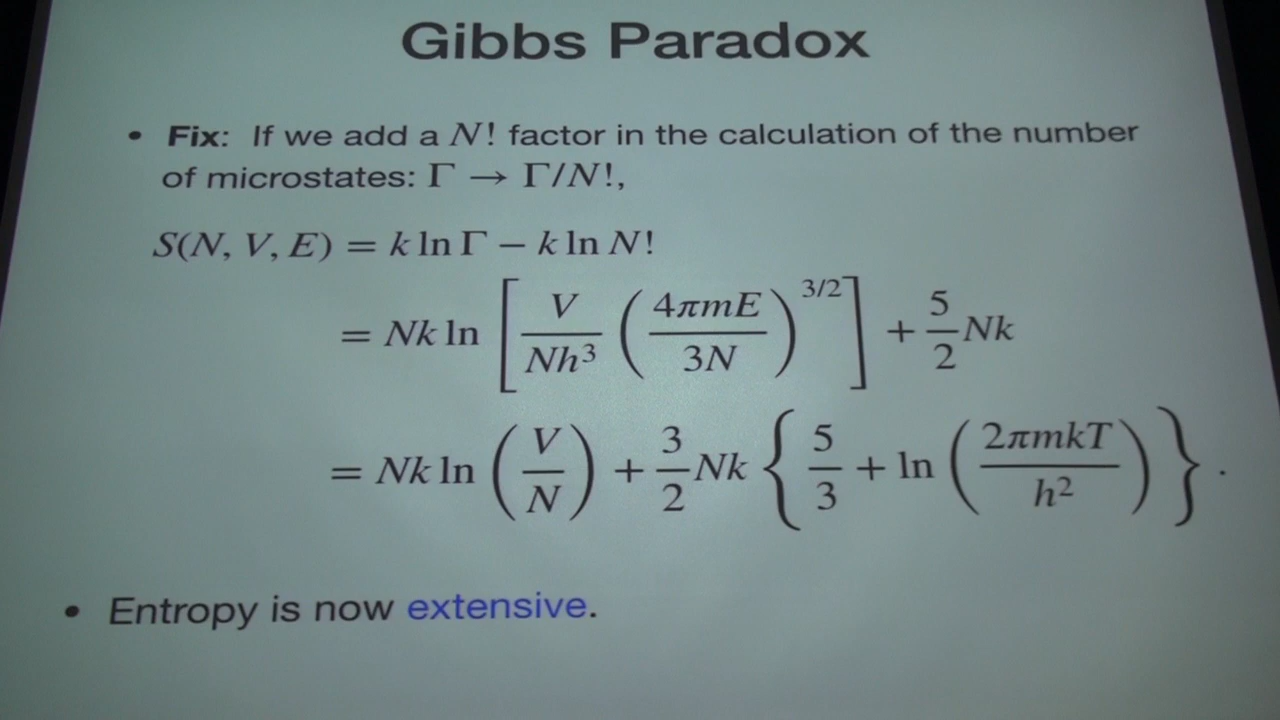 Gibbs Paradox
• Fix: If we add a N! factor in the calculation of the number
of microstates: Γ → Γ/N!,
S(N, V, E) = k ln Γ − k ln N!
= Nk ln [ V/(Nh³) (4πmE/(3N))^{3/2} ] + 5/2 Nk
= Nk ln (V/N) + 3/2 Nk { 5/3 + ln (2πmkT/h²) } .
• Entropy is now extensive.